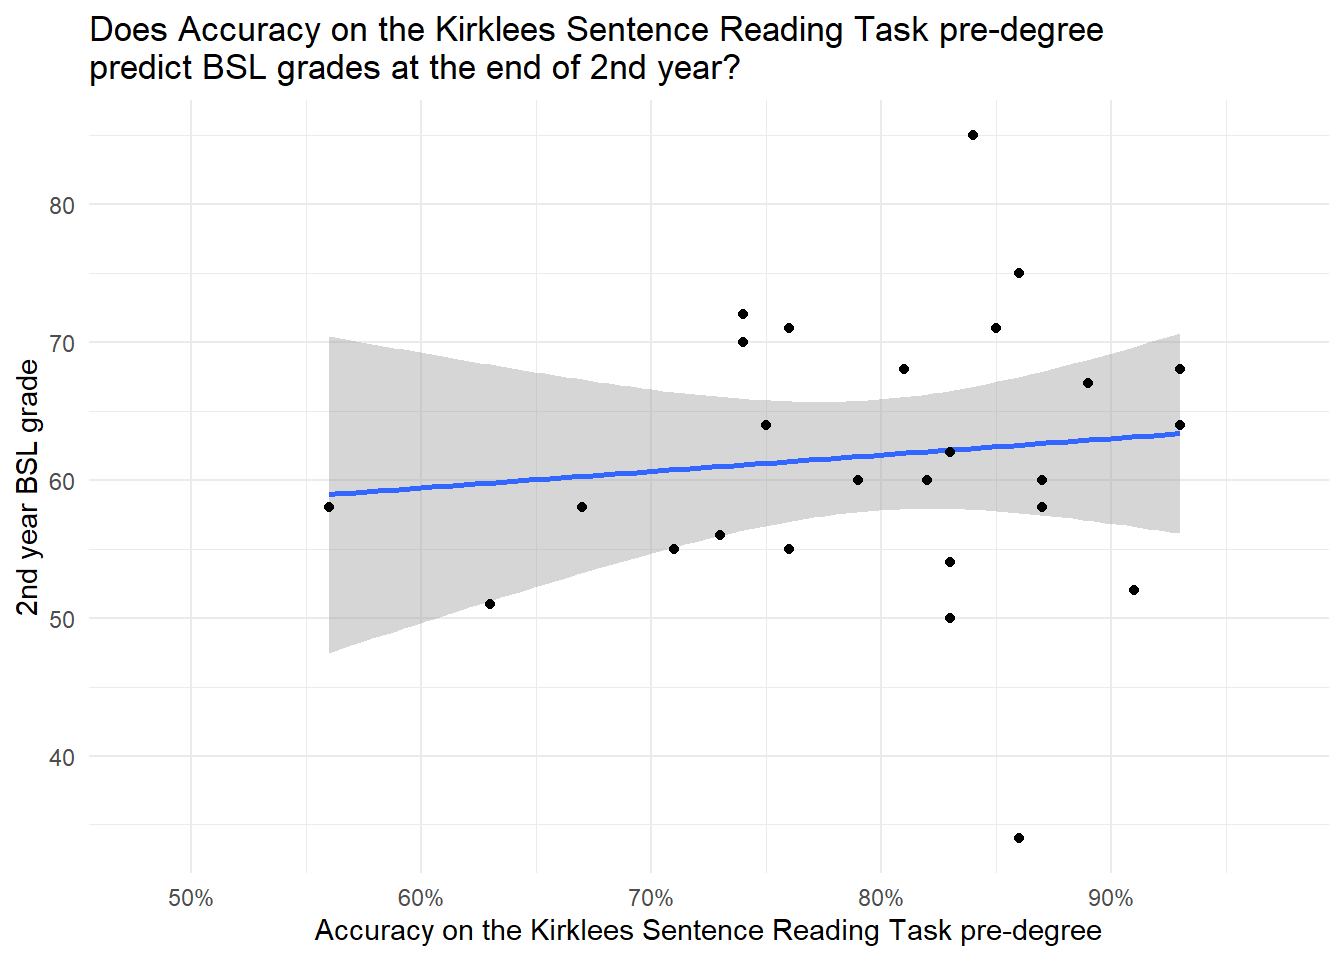 Does Accuracy on the Kirklees Sentence Reading Task pre-degree
predict BSL grades at the end of 2nd year?
2nd year BSL grade
80
70
60
50
40
50%
60%
70%
80%
90%
Accuracy on the Kirklees Sentence Reading Task pre-degree